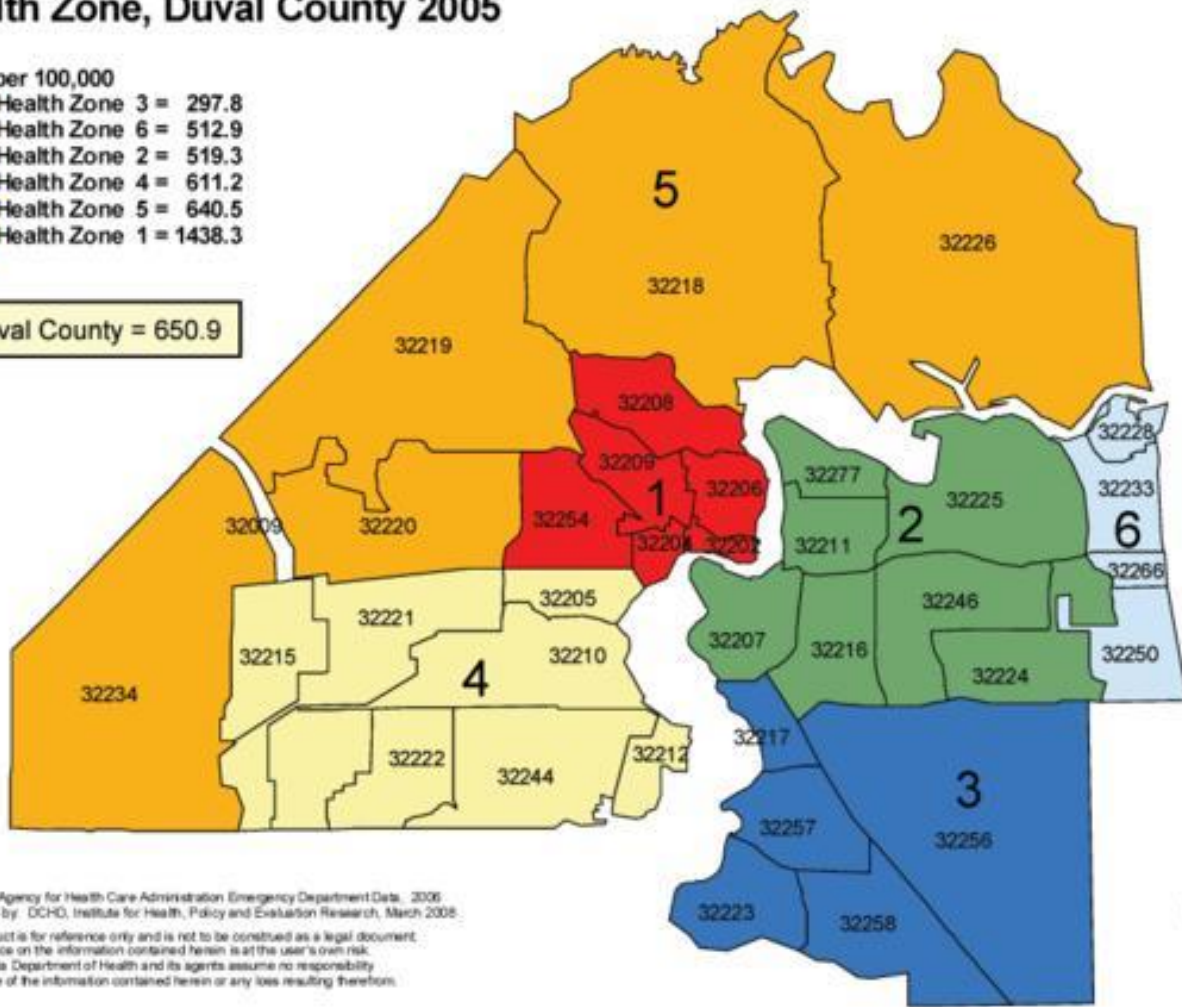 lth Zone, Duval County 2005
per 100,000
Health Zone 3 = 297.8
Health Zone 6 = 512.9
Health Zone 2 = 519.3
Health Zone 4 = 611.2
Health Zone 5 = 640.5
Health Zone 1 = 1438.3
val County = 650.9
5
32226
32218
32219
32208
32209
32228
32277
32206
1
32233
32225
32254
2
6
32009
32220
32204
32202
32211
32266
32205
32246
32221
32207
32216
32250
32215
32210
4
32224
32234
32217
32222
32212
32244
3
32257
32256
32223
32258
Agency for Health Care Administration Emergency Department Data, 2006
by: DCHD, Institute for Health, Policy and Evaluation Research, March 2008
ct is for reference only and is not to be construed as a legal document.
ce on the information contained herein is at the user's own risk.
a Department of Health and its agents assume no responsibility
e of the information contained herein or any loss resulting therefrom.